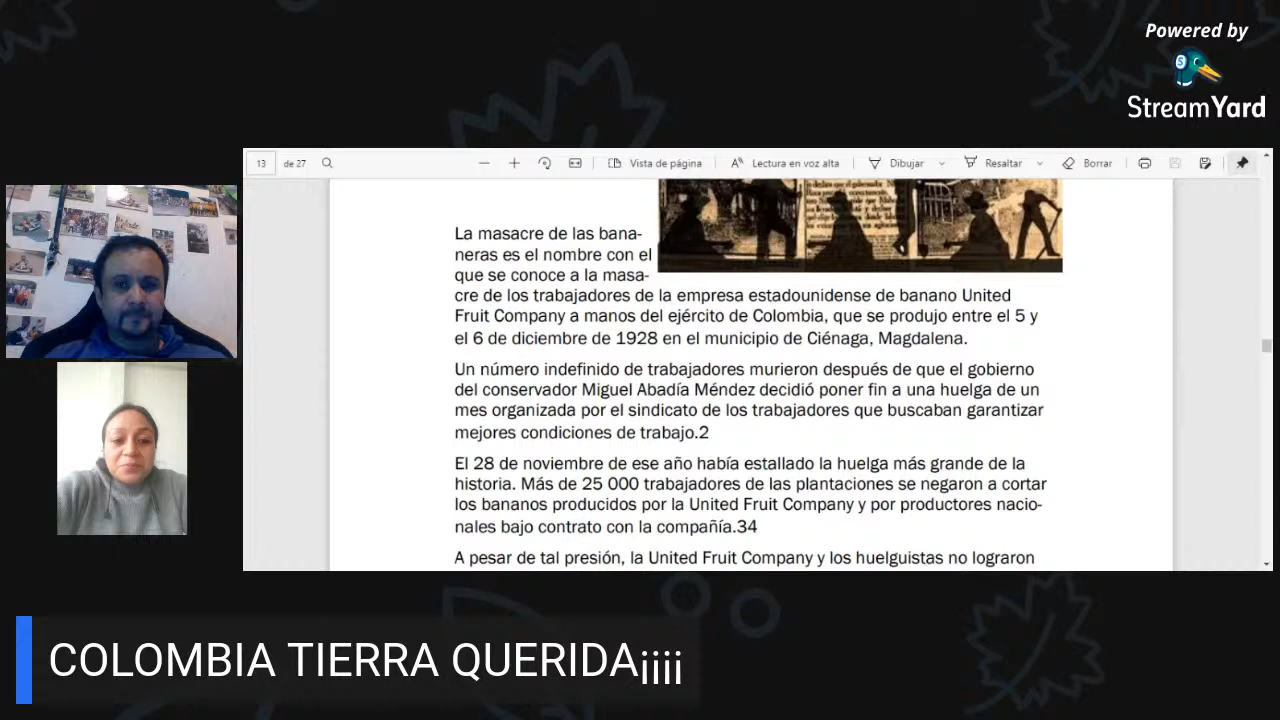 Powered by
StreamYard
13 de 27 Vista de página Lectura en voz alta Dibujar Resaltar Borrar
La masacre de las bana-
neras es el nombre con el
que se conoce a la masa-
cre de los trabajadores de la empresa estadounidense de banano United
Fruit Company a manos del ejército de Colombia, que se produjo entre el 5 y
el 6 de diciembre de 1928 en el municipio de Ciénaga, Magdalena.
Un número indefinido de trabajadores murieron después de que el gobierno
del conservador Miguel Abadía Méndez decidió poner fin a una huelga de un
mes organizada por el sindicato de los trabajadores que buscaban garantizar
mejores condiciones de trabajo.2
El 28 de noviembre de ese año había estallado la huelga más grande de la
historia. Más de 25 000 trabajadores de las plantaciones se negaron a cortar
los bananos producidos por la United Fruit Company y por productores nacio-
nales bajo contrato con la compañía.34
A pesar de tal presión, la United Fruit Company y los huelguistas no lograron
COLOMBIA TIERRA QUERIDA¡¡¡¡